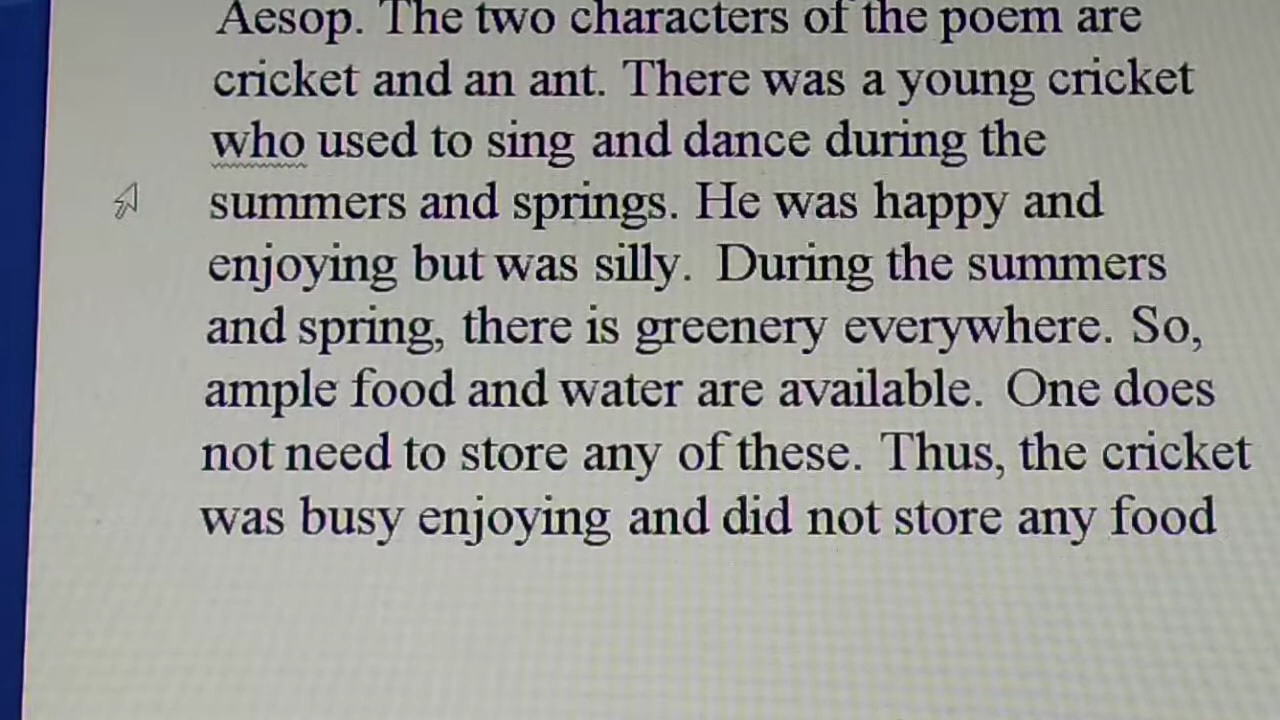 Aesop. The two characters of the poem are
cricket and an ant. There was a young cricket
who used to sing and dance during the
summers and springs. He was happy and
enjoying but was silly. During the summers
and spring, there is greenery everywhere. So,
ample food and water are available. One does
not need to store any of these. Thus, the cricket
was busy enjoying and did not store any food